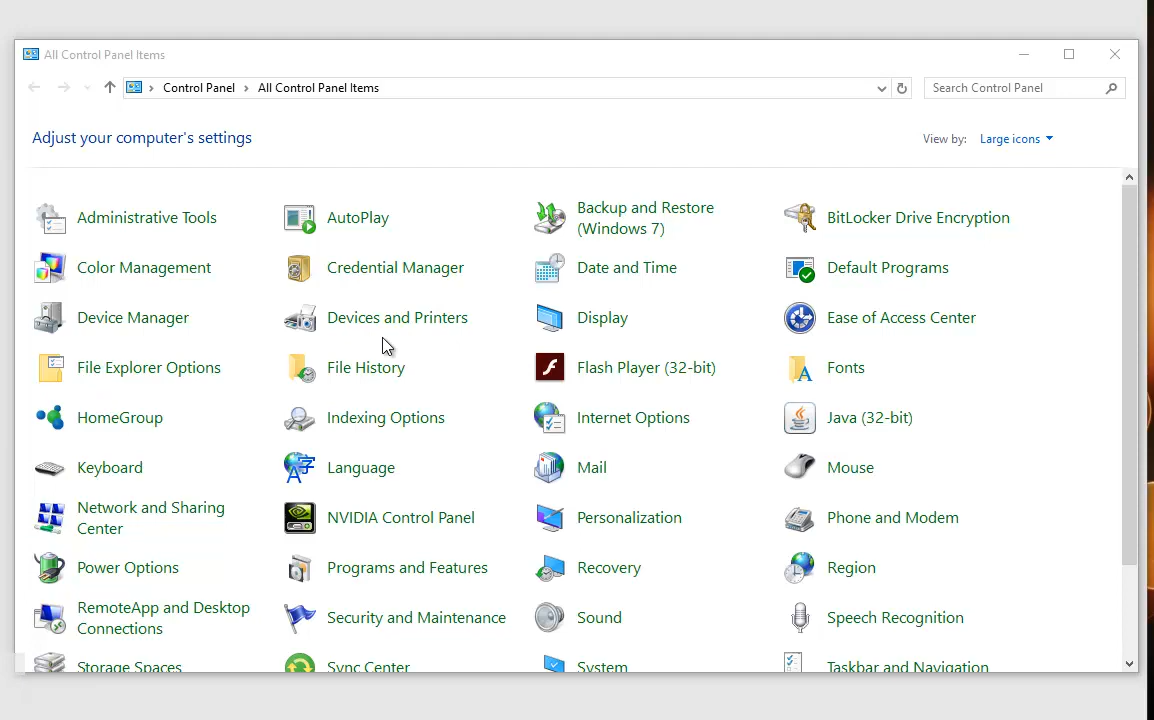 All Control Panel Items
Control Panel > All Control Panel Items
Search Control Panel
Adjust your computer's settings
View by: Large icons
Administrative Tools
AutoPlay
Backup and Restore
(Windows 7)
BitLocker Drive Encryption
Color Management
Credential Manager
Date and Time
Default Programs
Device Manager
Devices and Printers
Display
Ease of Access Center
File Explorer Options
File History
Flash Player (32-bit)
Fonts
HomeGroup
Indexing Options
Internet Options
Java (32-bit)
Keyboard
Language
Mail
Mouse
Network and Sharing
Center
NVIDIA Control Panel
Personalization
Phone and Modem
Power Options
Programs and Features
Recovery
Region
RemoteApp and Desktop
Connections
Security and Maintenance
Sound
Speech Recognition
Storage Spaces
Sync Center
System
Taskbar and Navigation